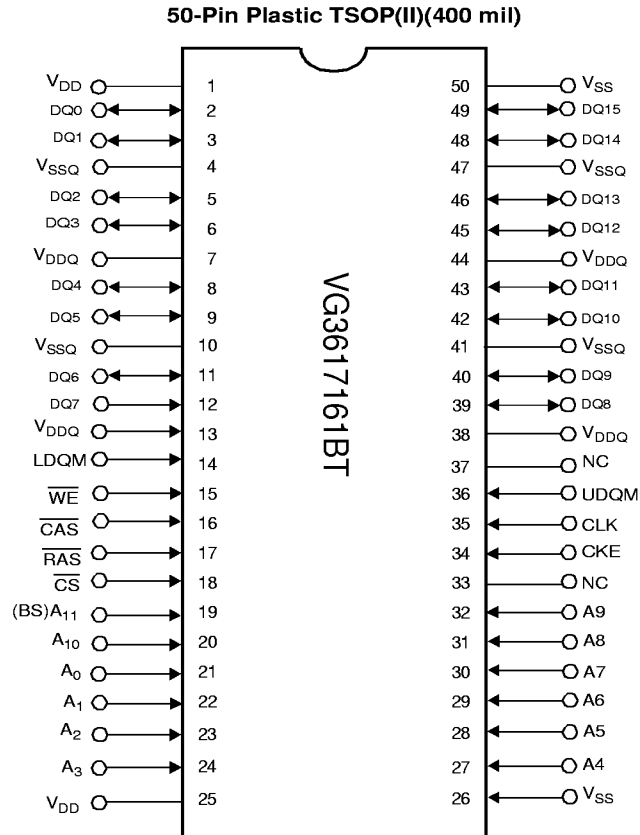 50-Pin Plastic TSOP(II)(400 mil)
VDD 1 50 VSS
DQ0 2 49 DQ15
DQ1 3 48 DQ14
VSSQ 4 47 VSSQ
DQ2 5 46 DQ13
DQ3 6 45 DQ12
VDDQ 7 44 VDDQ
DQ4 8 43 DQ11
DQ5 9 42 DQ10
VSSQ 10 41 VSSQ
DQ6 11 40 DQ9
DQ7 12 39 DQ8
VDDQ 13 38 VDDQ
LDQM 14 37 NC
W̅E̅ 15 36 UDQM
C̅A̅S̅ 16 35 CLK
R̅A̅S̅ 17 34 CKE
C̅S̅ 18 33 NC
(BS)A11 19 32 A9
A10 20 31 A8
A0 21 30 A7
A1 22 29 A6
A2 23 28 A5
A3 24 27 A4
VDD 25 26 VSS
VG3617161BT